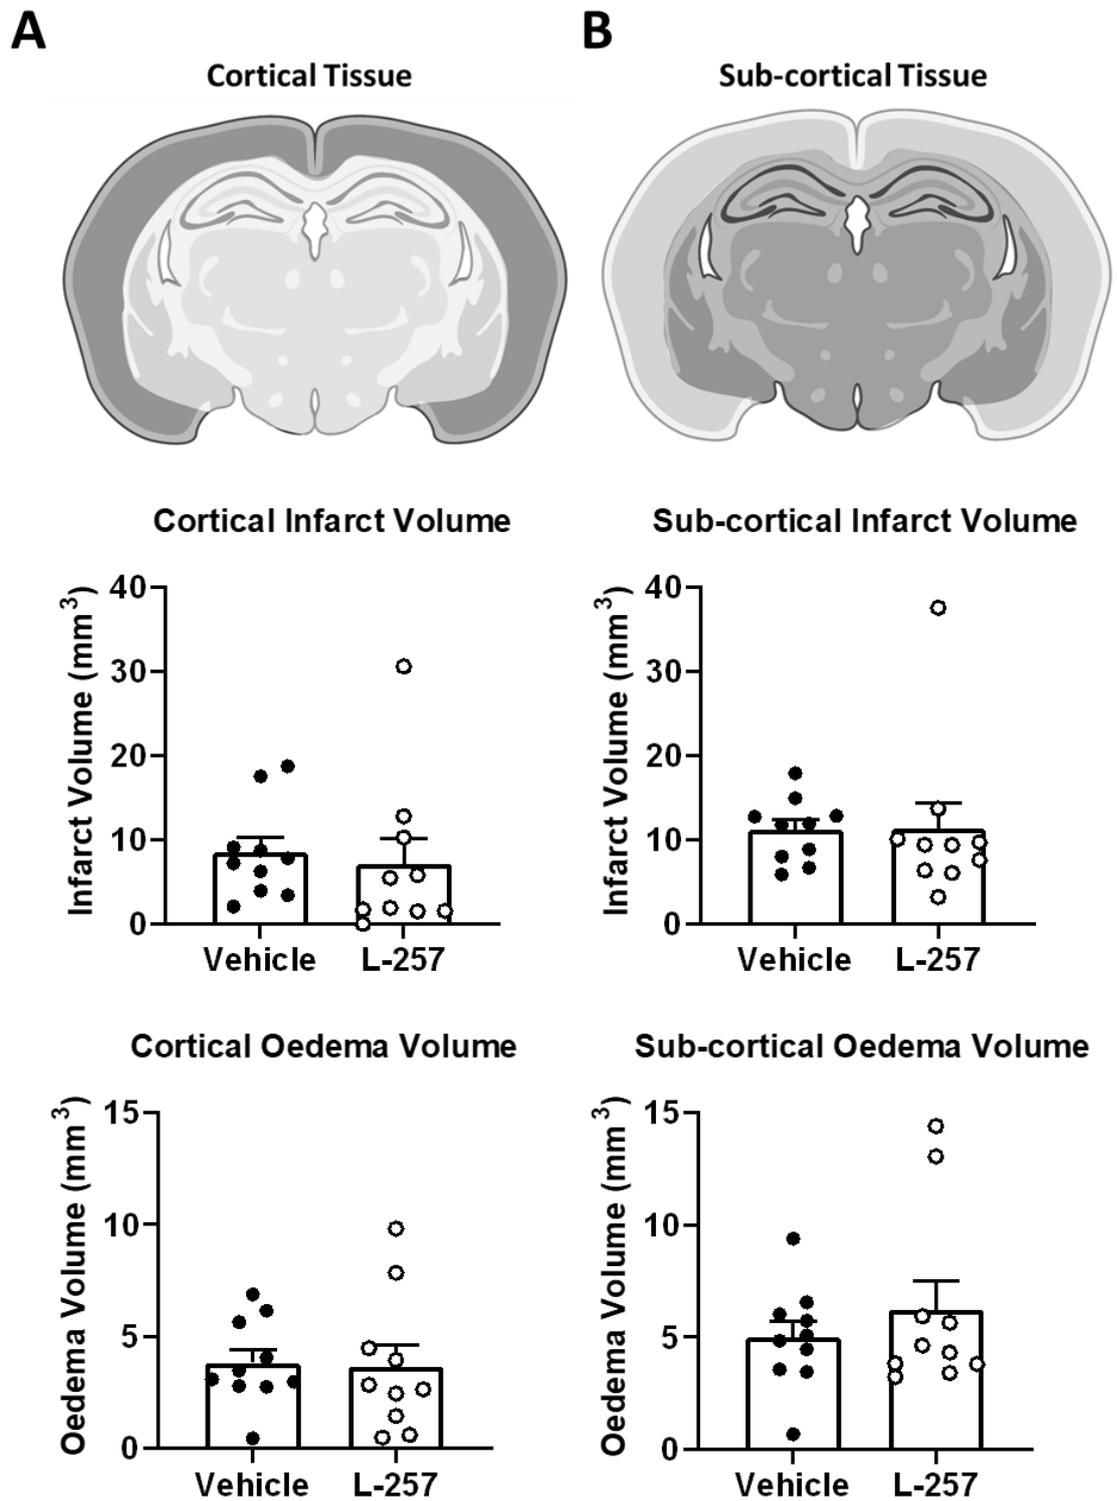 A
B
Cortical Tissue
Sub-cortical Tissue
Cortical Infarct Volume
Infarct Volume (mm³)
40
30
20
10
0
Vehicle
L-257
Sub-cortical Infarct Volume
Infarct Volume (mm³)
40
30
20
10
0
Vehicle
L-257
Cortical Oedema Volume
Oedema Volume (mm³)
15
10
5
0
Vehicle
L-257
Sub-cortical Oedema Volume
Oedema Volume (mm³)
15
10
5
0
Vehicle
L-257